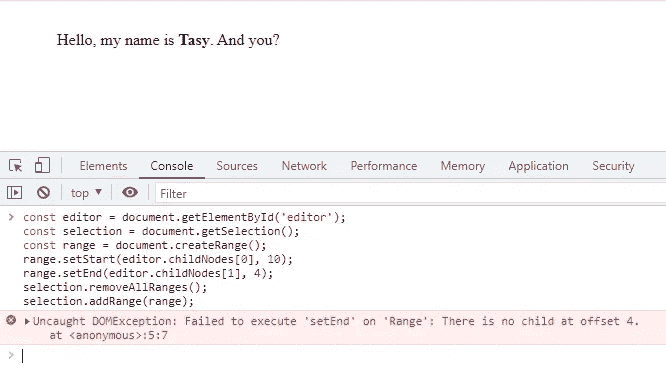 Hello, my name is Tasy. And you?
Elements Console Sources Network Performance Memory Application Security
top ▼ Filter
> const editor = document.getElementById('editor');
const selection = document.getSelection();
const range = document.createRange();
range.setStart(editor.childNodes[0], 10);
range.setEnd(editor.childNodes[1], 4);
selection.removeAllRanges();
selection.addRange(range);
▶Uncaught DOMException: Failed to execute 'setEnd' on 'Range': There is no child at offset 4.
at <anonymous>:5:7
>